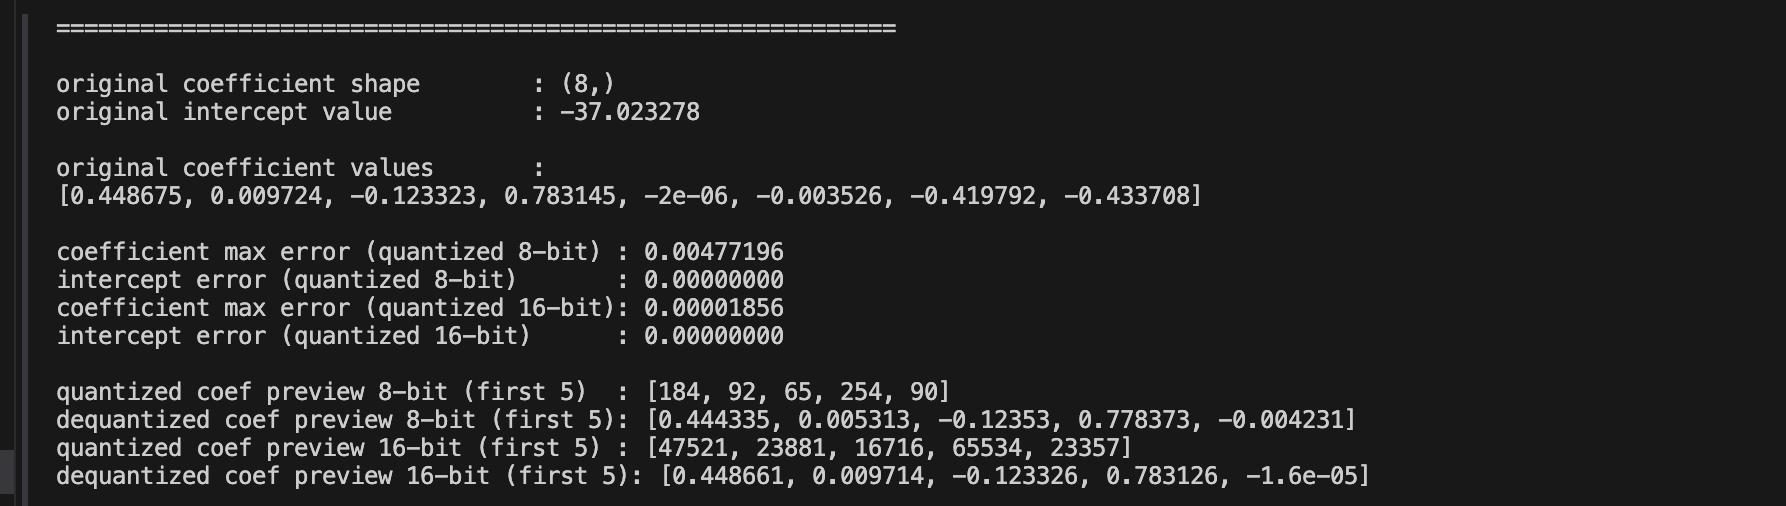 ============================================================
original coefficient shape        : (8,)
original intercept value          : -37.023278
original coefficient values       :
[0.448675, 0.009724, -0.123323, 0.783145, -2e-06, -0.003526, -0.419792, -0.433708]
coefficient max error (quantized 8-bit) : 0.00477196
intercept error (quantized 8-bit)       : 0.00000000
coefficient max error (quantized 16-bit): 0.00001856
intercept error (quantized 16-bit)      : 0.00000000
quantized coef preview 8-bit (first 5)  : [184, 92, 65, 254, 90]
dequantized coef preview 8-bit (first 5): [0.444335, 0.005313, -0.12353, 0.778373, -0.004231]
quantized coef preview 16-bit (first 5) : [47521, 23881, 16716, 65534, 23357]
dequantized coef preview 16-bit (first 5): [0.448661, 0.009714, -0.123326, 0.783126, -1.6e-05]